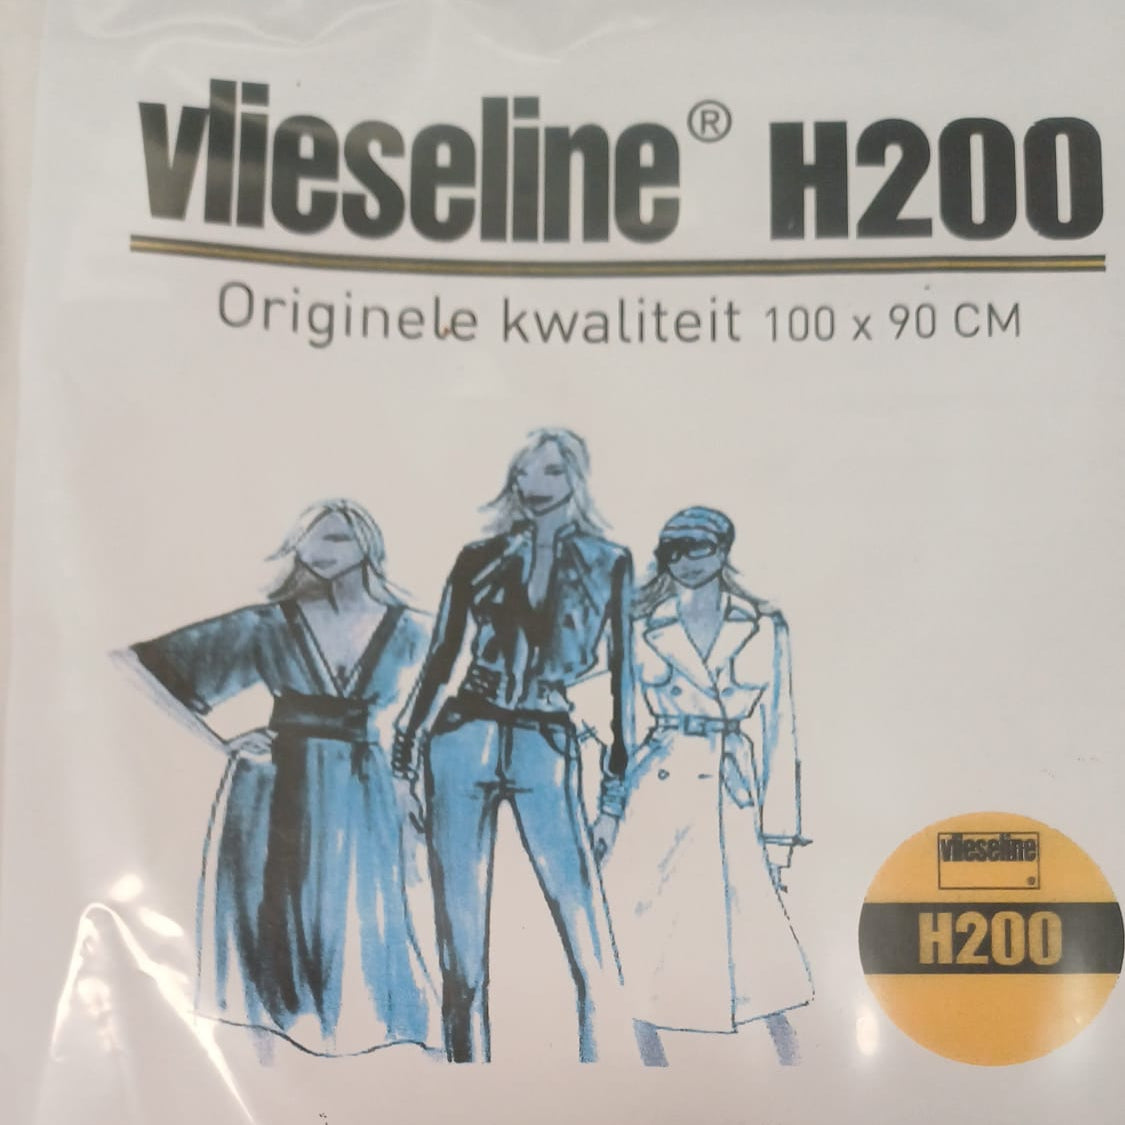 vlieseline® H200
Originele kwaliteit 100 x 90 CM
vlieseline
H200